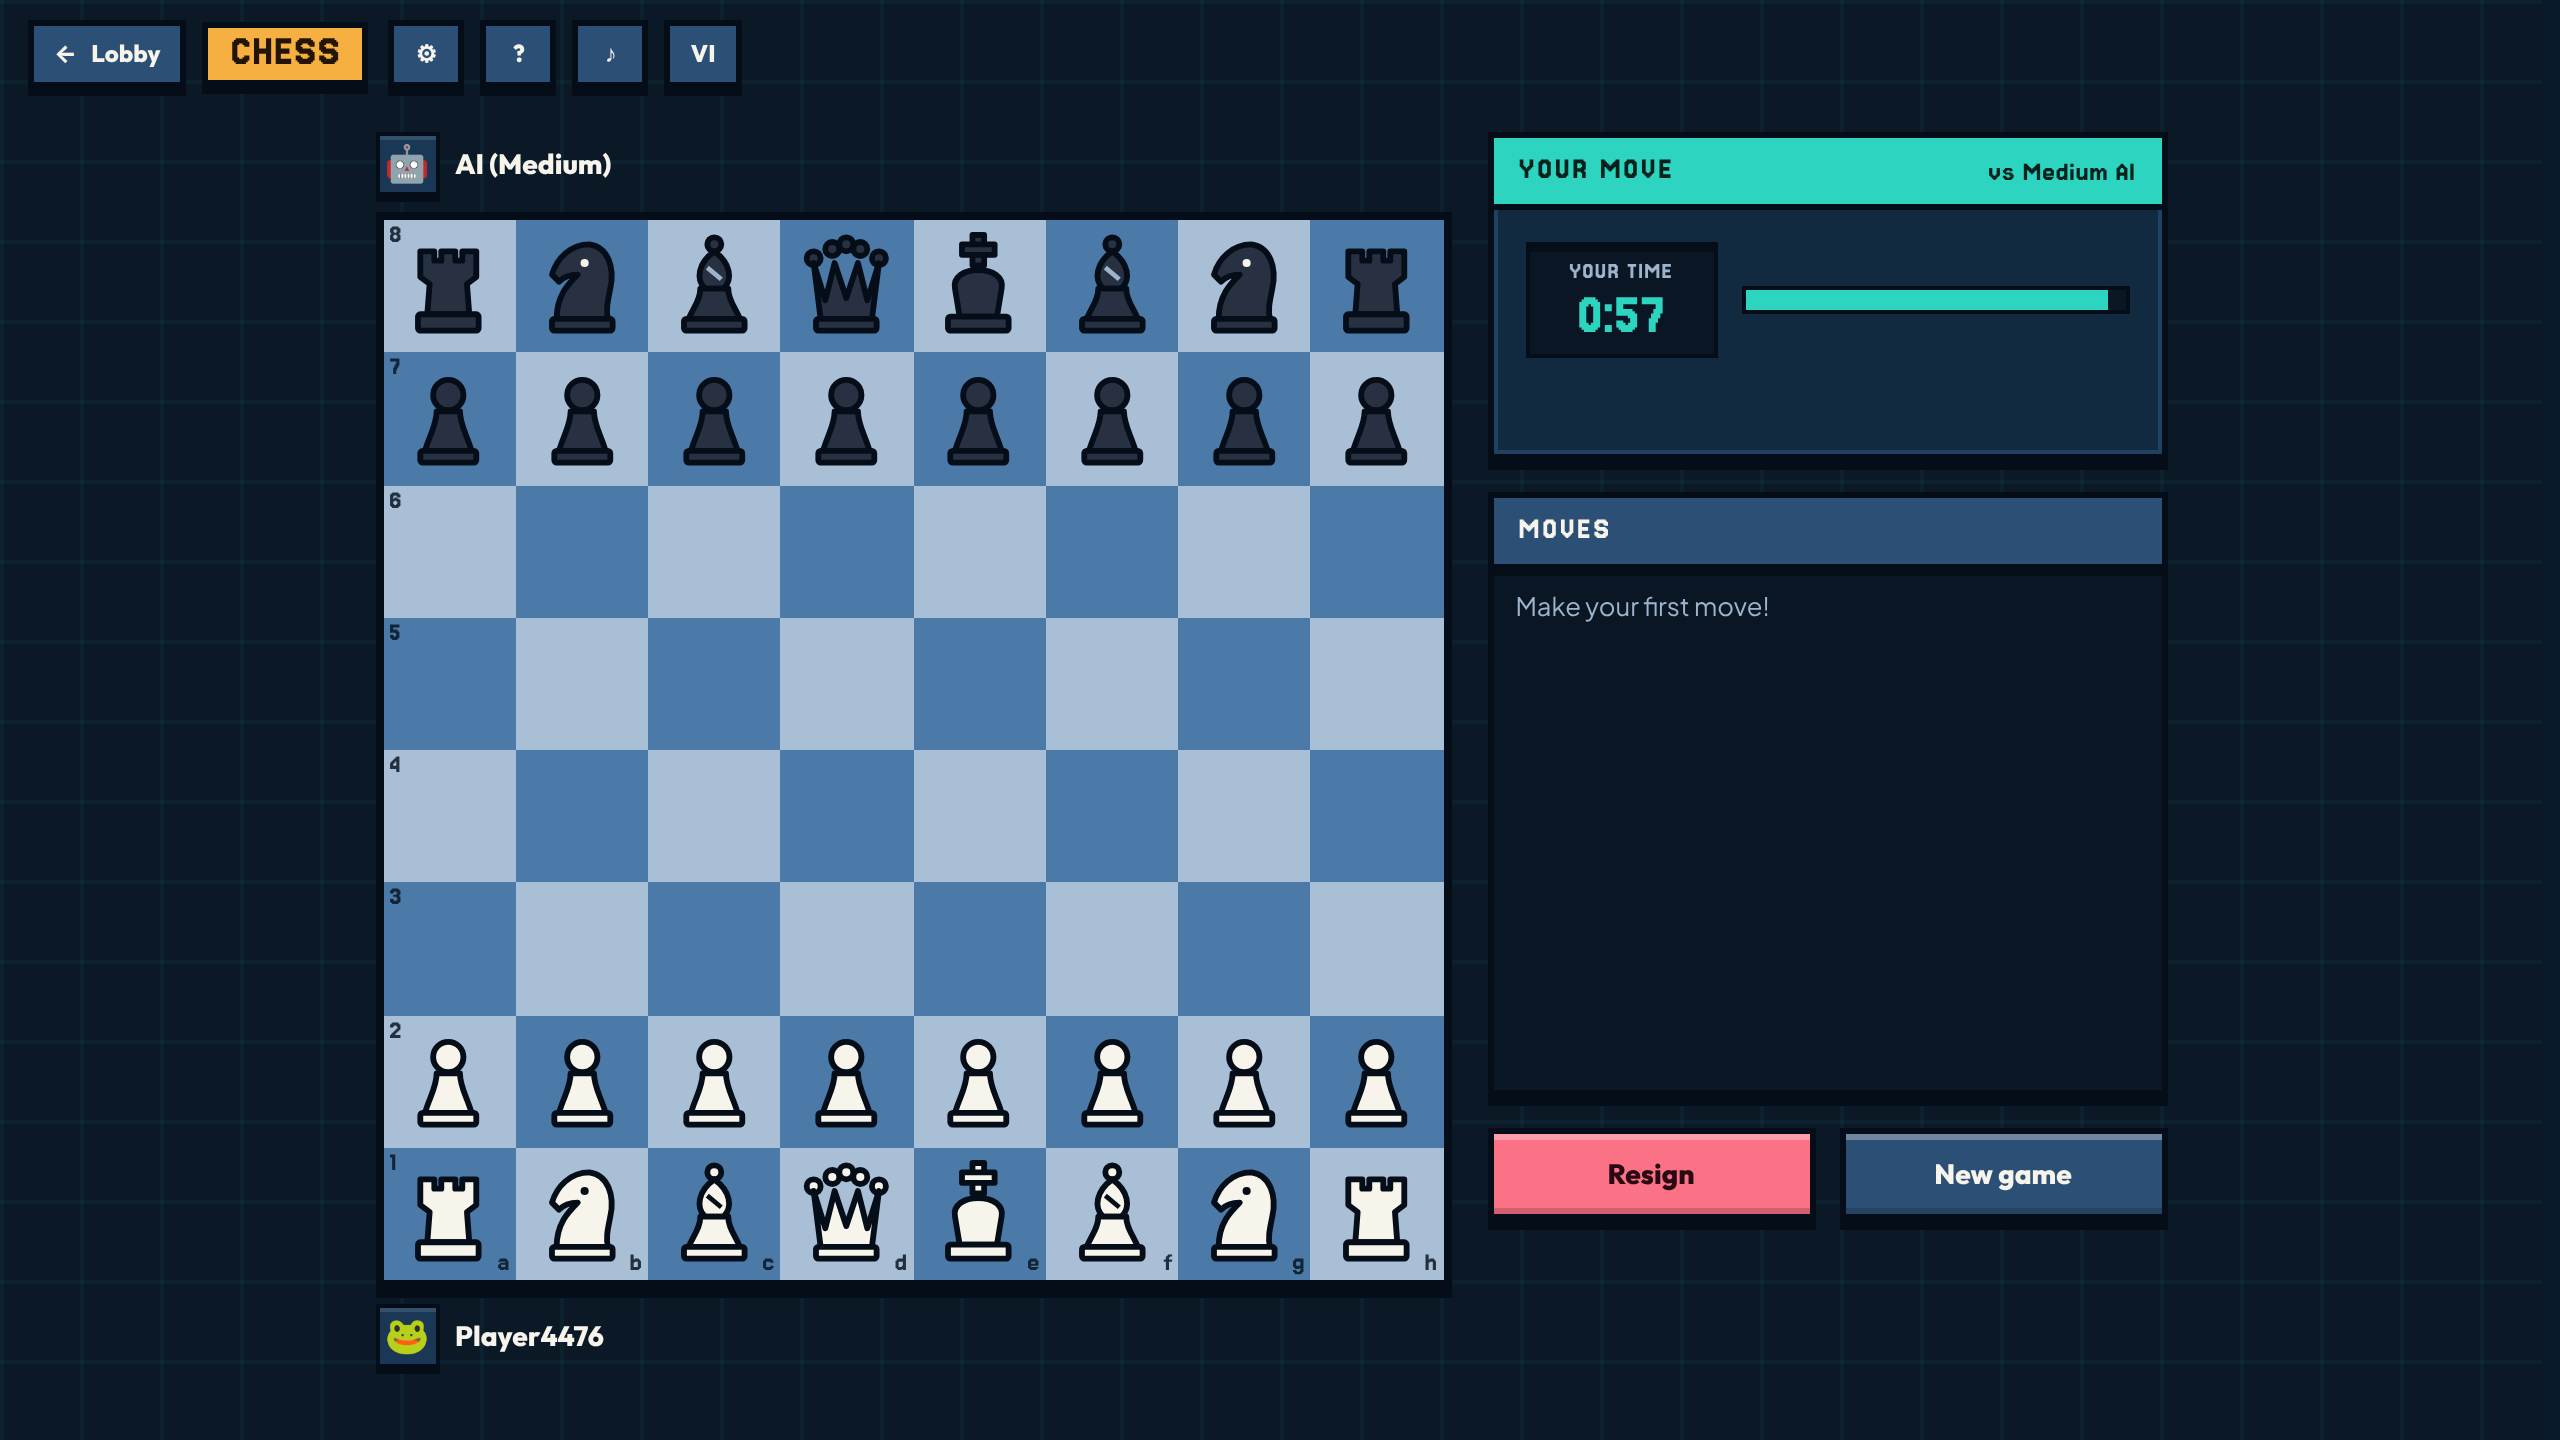 ← Lobby
CHESS
?
♪
VI
AI (Medium)
YOUR MOVE
vs Medium AI
YOUR TIME
0:57
8
7
6
5
4
3
2
1
a b c d e f g h
MOVES
Make your first move!
Resign
New game
Player4476